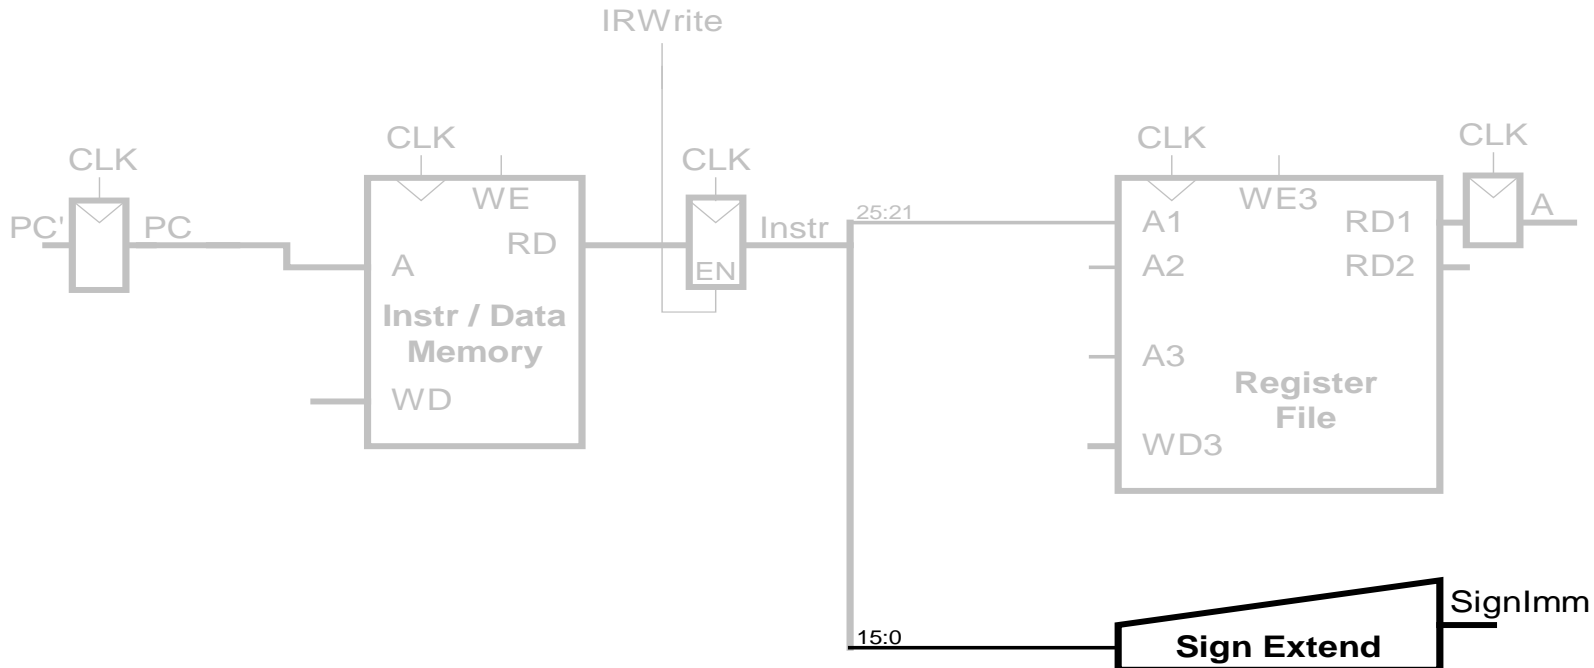 IRWrite
CLK
CLK
CLK
CLK
CLK
PC'
PC
WE
RD
A
Instr / Data
Memory
WD
EN
Instr
25:21
A1
A2
A3
WD3
WE3
RD1
RD2
Register
File
A
15:0
Sign Extend
SignImm